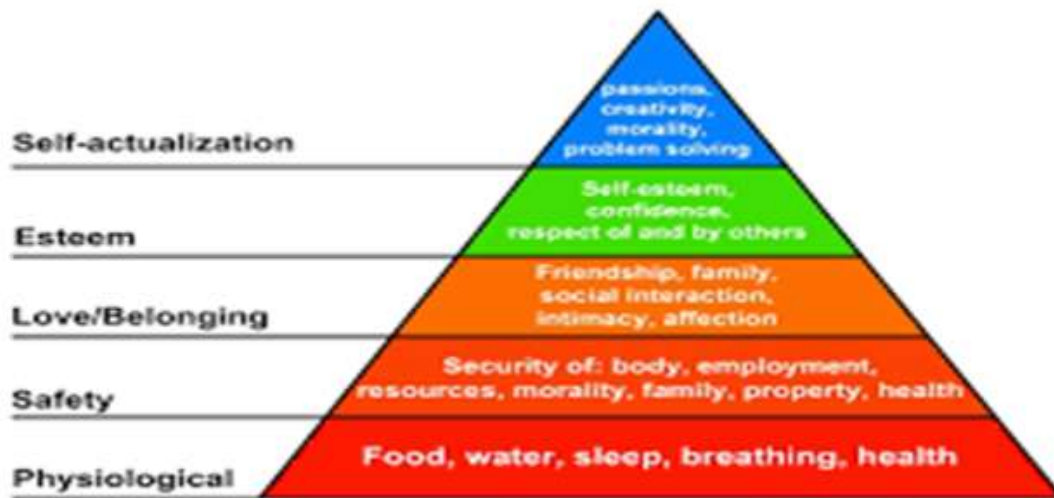 passions,
creativity,
morality,
problem solving
Self-actualization
Self-esteem,
confidence,
respect of and by others
Esteem
Friendship, family,
social interaction,
intimacy, affection
Love/Belonging
Security of: body, employment,
resources, morality, family, property, health
Safety
Food, water, sleep, breathing, health
Physiological